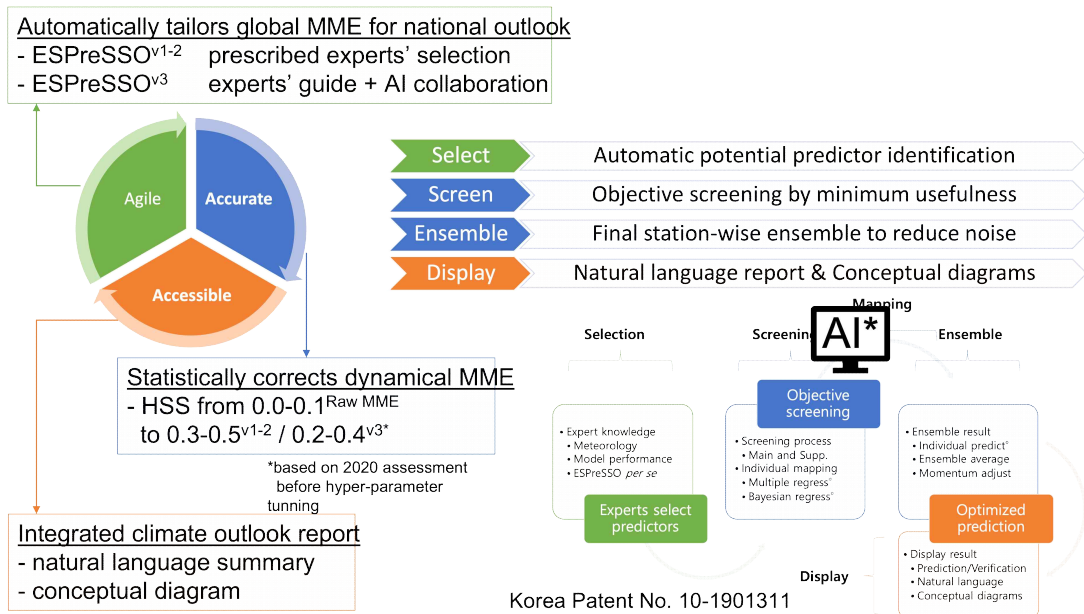 Automatically tailors global MME for national outlook
- ESPreSSOv1-2 prescribed experts’ selection
- ESPreSSOv3 experts’ guide + AI collaboration
Agile
Accurate
Accessible
Select
Automatic potential predictor identification
Screen
Objective screening by minimum usefulness
Ensemble
Final station-wise ensemble to reduce noise
Display
Natural language report & Conceptual diagrams
Statistically corrects dynamical MME
- HSS from 0.0-0.1Raw MME
to 0.3-0.5v1-2 / 0.2-0.4v3*
*based on 2020 assessment
before hyper-parameter
tunning
Integrated climate outlook report
- natural language summary
- conceptual diagram
Mapping
Selection
Screening
AI*
Ensemble
• Expert knowledge
• Meteorology
• Model performance
• ESPreSSO per se
Experts select
predictors
Objective
screening
• Screening process
• Main and Supp.
• Individual mapping
• Multiple regress°
• Bayesian regress°
• Ensemble result
• Individual predict°
• Ensemble average
• Momentum adjust
Optimized
prediction
Display
• Display result
• Prediction/Verification
• Natural language
• Conceptual diagrams
Korea Patent No. 10-1901311